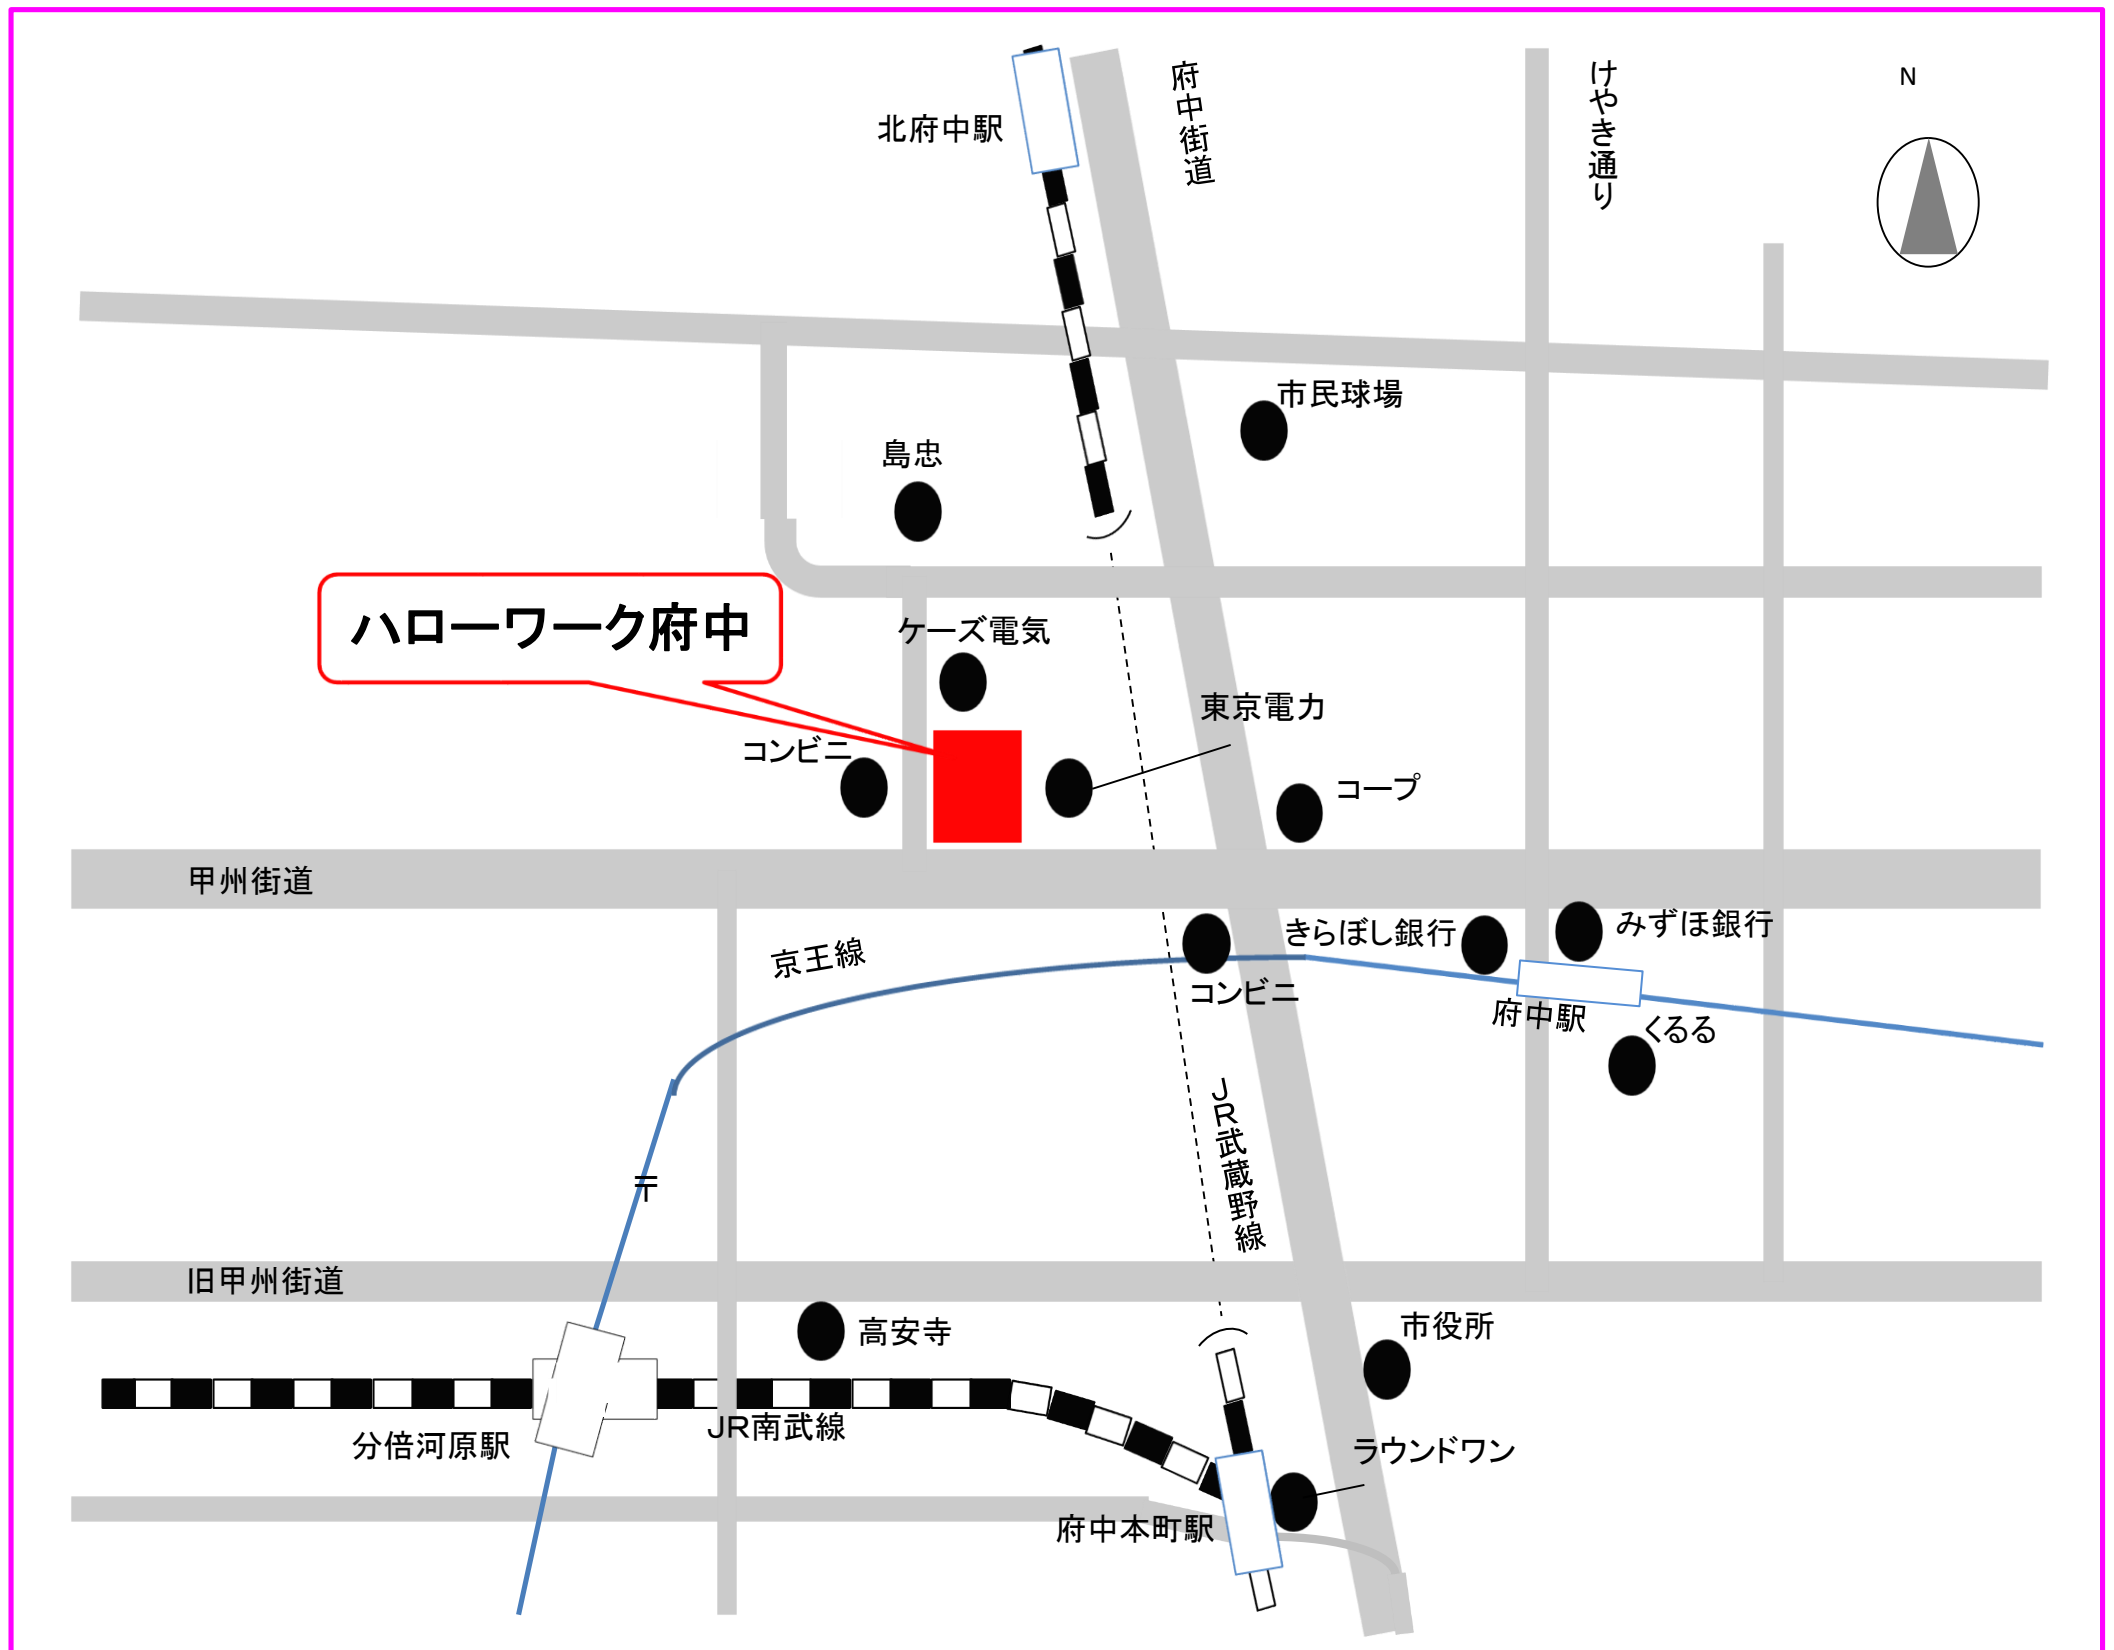 N
北府中駅
府中街道
けやき通り
市民球場
島忠
ハローワーク府中
ケーズ電気
東京電力
コンビニ
コープ
甲州街道
京王線
きらぼし銀行
みずほ銀行
コンビニ
府中駅
くるる
JR武蔵野線
〒
旧甲州街道
高安寺
市役所
分倍河原駅
JR南武線
ラウンドワン
府中本町駅